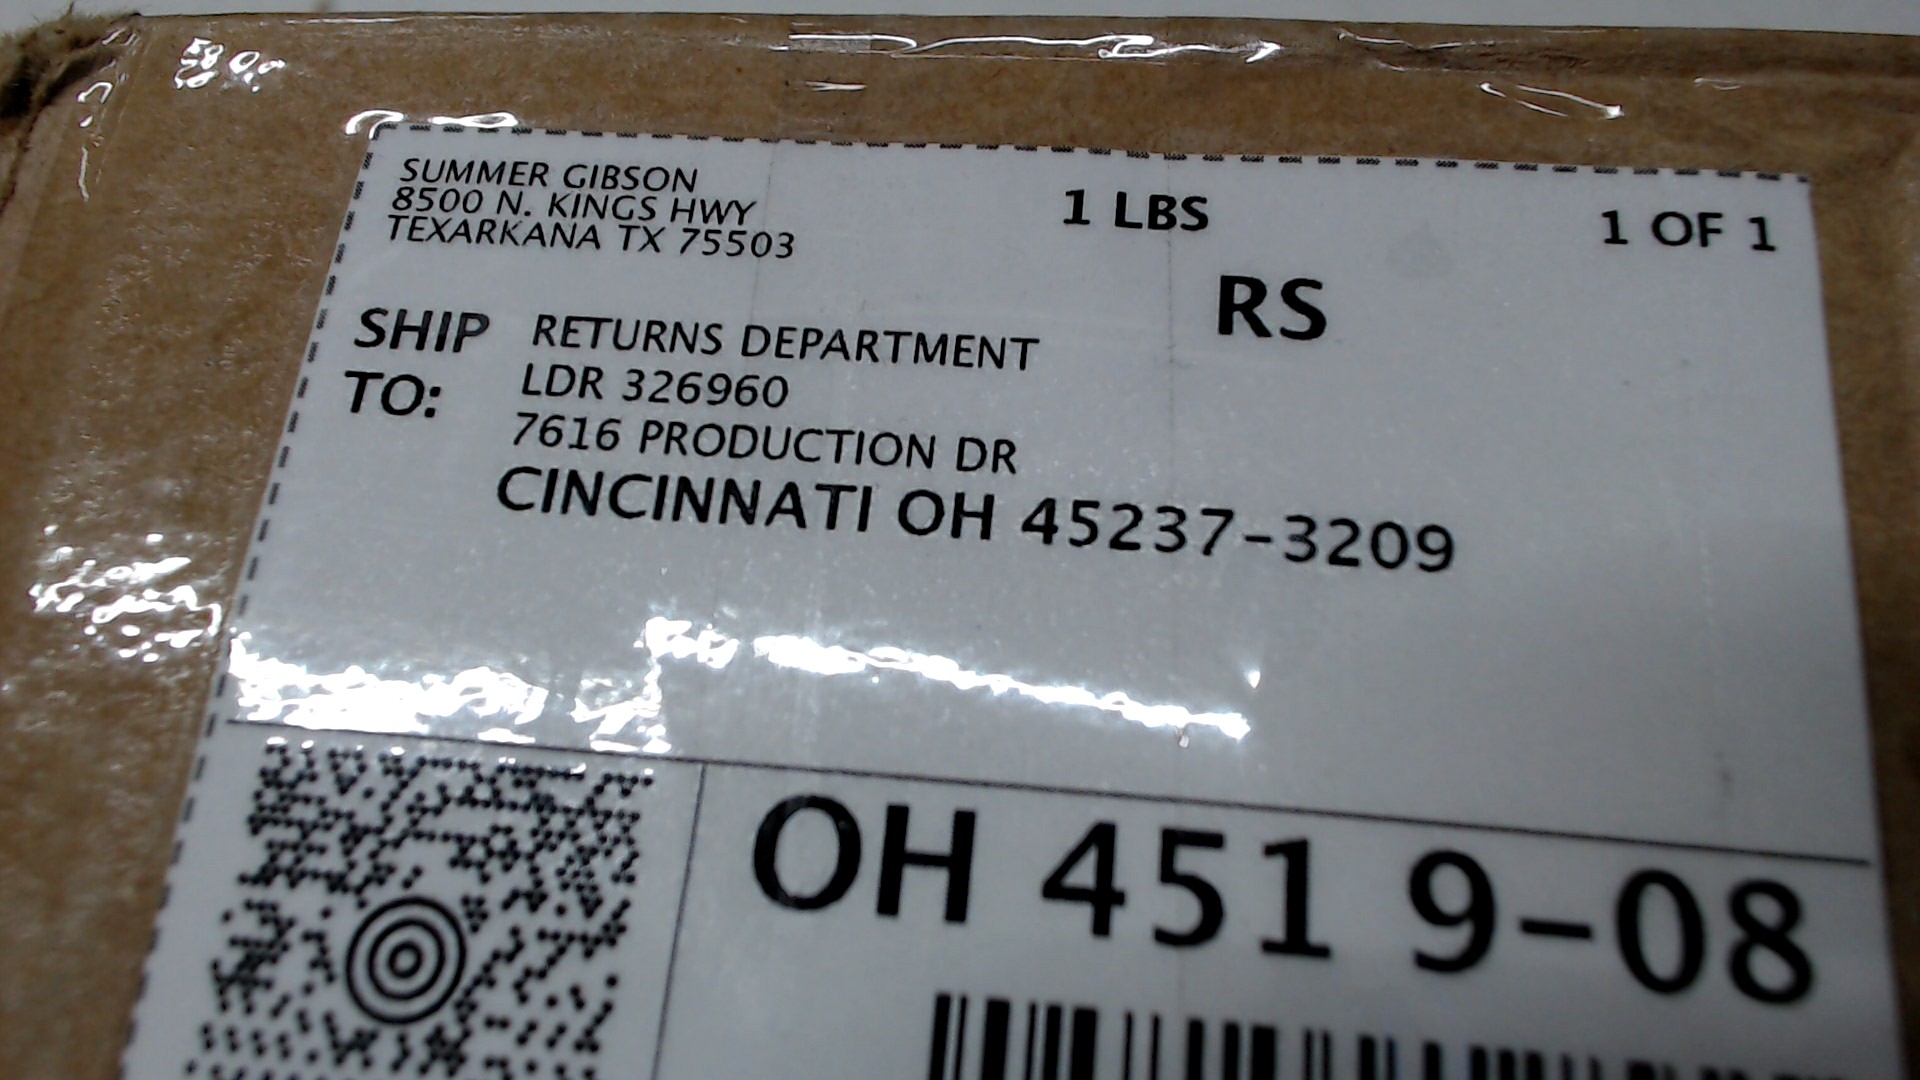 SUMMER GIBSON
8500 N. KINGS HWY
TEXARKANA TX 75503
1 LBS
1 OF 1
RS
SHIP TO:
RETURNS DEPARTMENT
LDR 326960
7616 PRODUCTION DR
CINCINNATI OH 45237-3209
OH 451 9-08